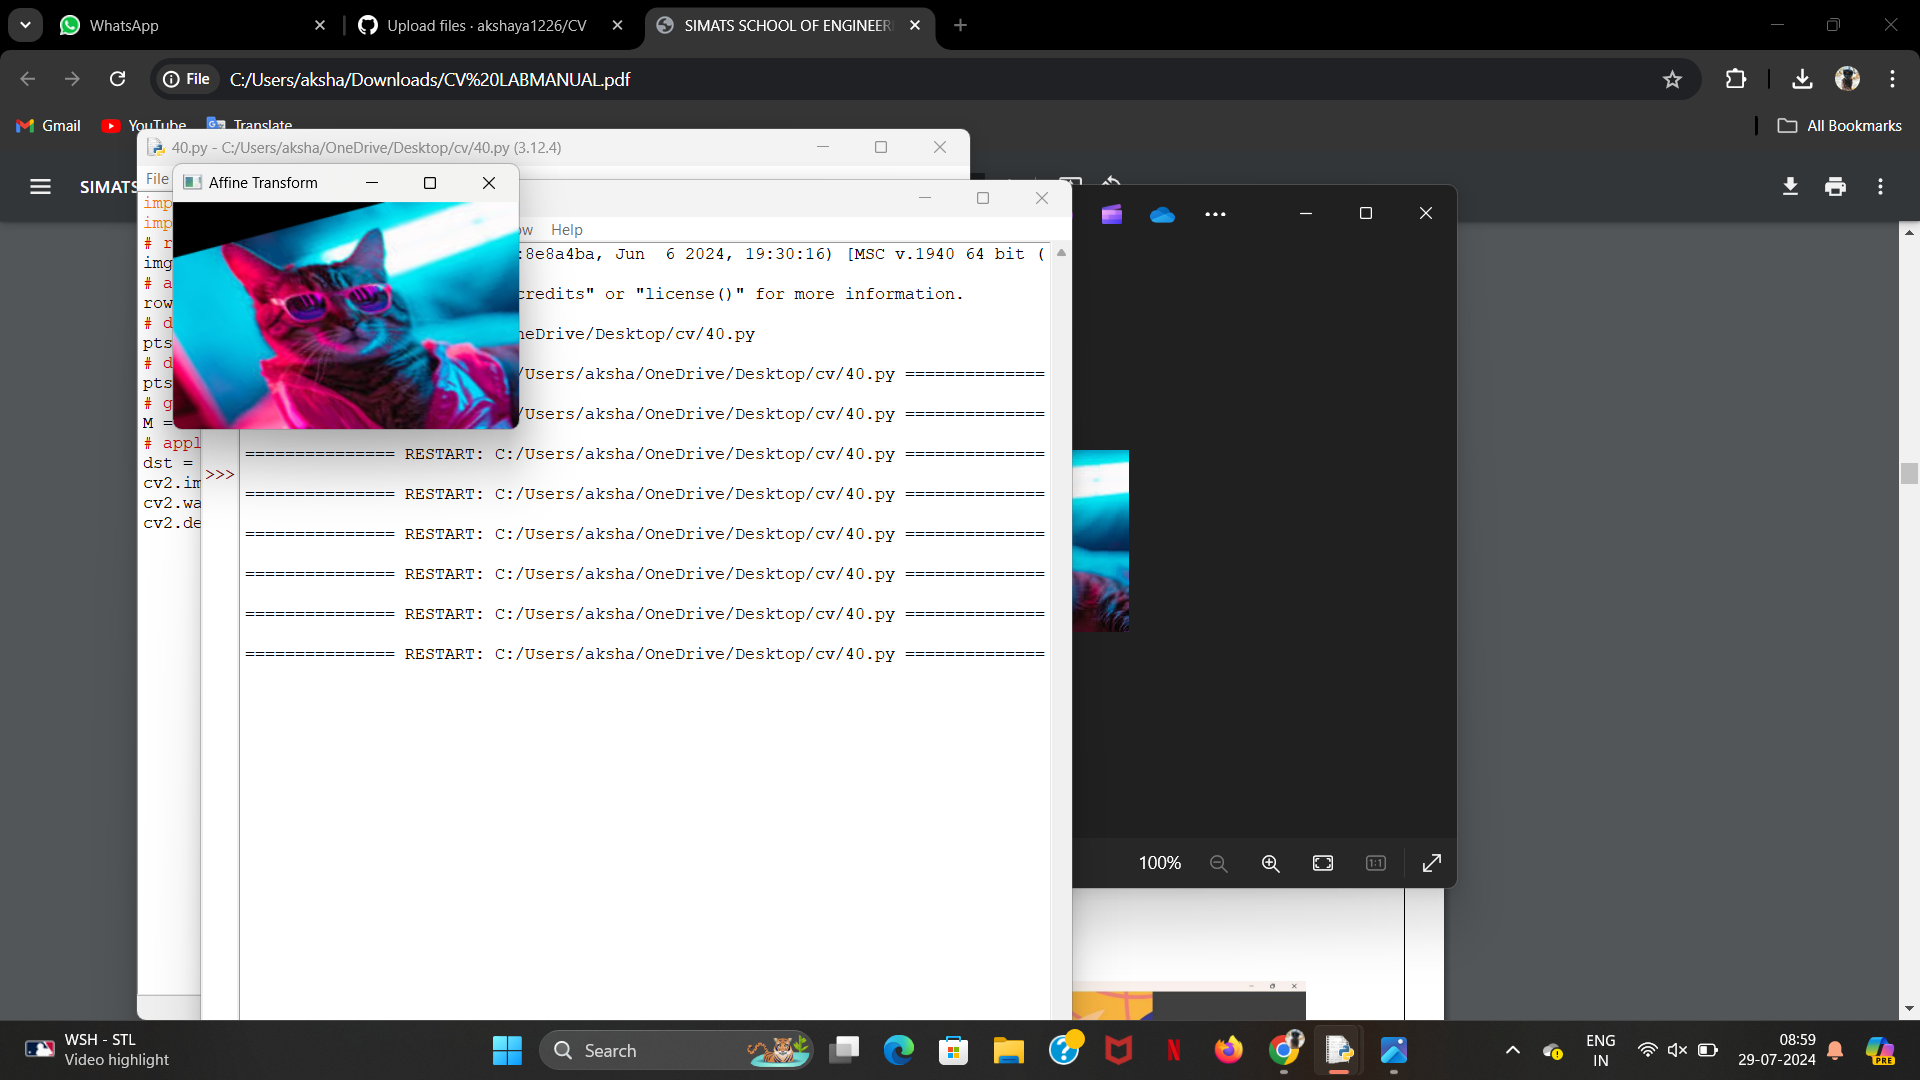 WhatsApp
Upload files · akshaya1226/CV
SIMATS SCHOOL OF ENGINEER
File
C:/Users/aksha/Downloads/CV%20LABMANUAL.pdf
Gmail
YouTube
Translate
All Bookmarks
40.py - C:/Users/aksha/OneDrive/Desktop/cv/40.py (3.12.4)
SIMATS
File
Affine Transform
Help
:8e8a4ba, Jun  6 2024, 19:30:16) [MSC v.1940 64 bit (
credits" or "license()" for more information.
neDrive/Desktop/cv/40.py
/Users/aksha/OneDrive/Desktop/cv/40.py ==============
/Users/aksha/OneDrive/Desktop/cv/40.py ==============
=============== RESTART: C:/Users/aksha/OneDrive/Desktop/cv/40.py ==============
=============== RESTART: C:/Users/aksha/OneDrive/Desktop/cv/40.py ==============
=============== RESTART: C:/Users/aksha/OneDrive/Desktop/cv/40.py ==============
=============== RESTART: C:/Users/aksha/OneDrive/Desktop/cv/40.py ==============
=============== RESTART: C:/Users/aksha/OneDrive/Desktop/cv/40.py ==============
=============== RESTART: C:/Users/aksha/OneDrive/Desktop/cv/40.py ==============
>>>
imp
imp
# r
img
# a
row
# d
pts
# d
pts
# g
M =
# appl
dst =
cv2.im
cv2.wa
cv2.de
100%
1:1
WSH - STL
Video highlight
Search
ENG
IN
08:59
29-07-2024
PRE